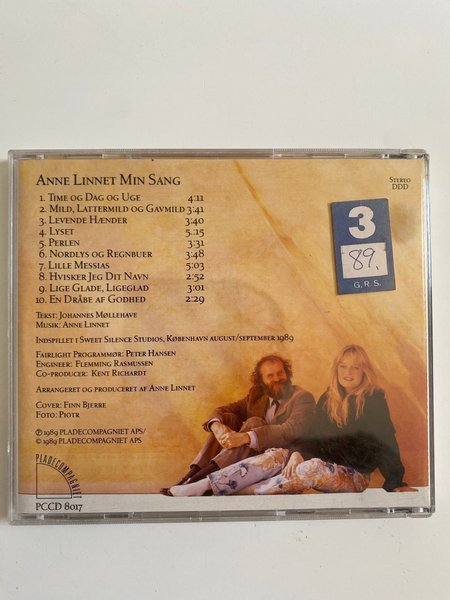 ANNE LINNET MIN SANG
STEREO
DDD
1. TIME OG DAG OG UGE 4:11
2. MILD, LATTERMILD OG GAVMILD 3:41
3. LEVENDE HÆNDER 3:40
4. LYSET 5:15
5. PERLEN 3:31
6. NORDLYS OG REGNBUER 3:48
7. LILLE MESSIAS 5:03
8. HVISKER JEG DIT NAVN 2:52
9. LIGE GLADE, LIGEGLAD 3:01
10. EN DRÅBE AF GODHED 2:29
3
89.
G.R.S.
TEKST: JOHANNES MØLLEHAVE
MUSIK: ANNE LINNET
INDSPILLET I SWEET SILENCE STUDIOS, KØBENHAVN AUGUST/SEPTEMBER 1989
FAIRLIGHT PROGRAMMØR: PETER HANSEN
ENGINEER: FLEMMING RASMUSSEN
CO-PRODUCER: KENT RICHARDT
ARRANGERET OG PRODUCERET AF ANNE LINNET
COVER: FINN BJERRE
FOTO: PIOTR
℗ 1989 PLADECOMPAGNIET APS/
© 1989 PLADECOMPAGNIET APS
PLADECOMPAGNIET
PCCD 8017